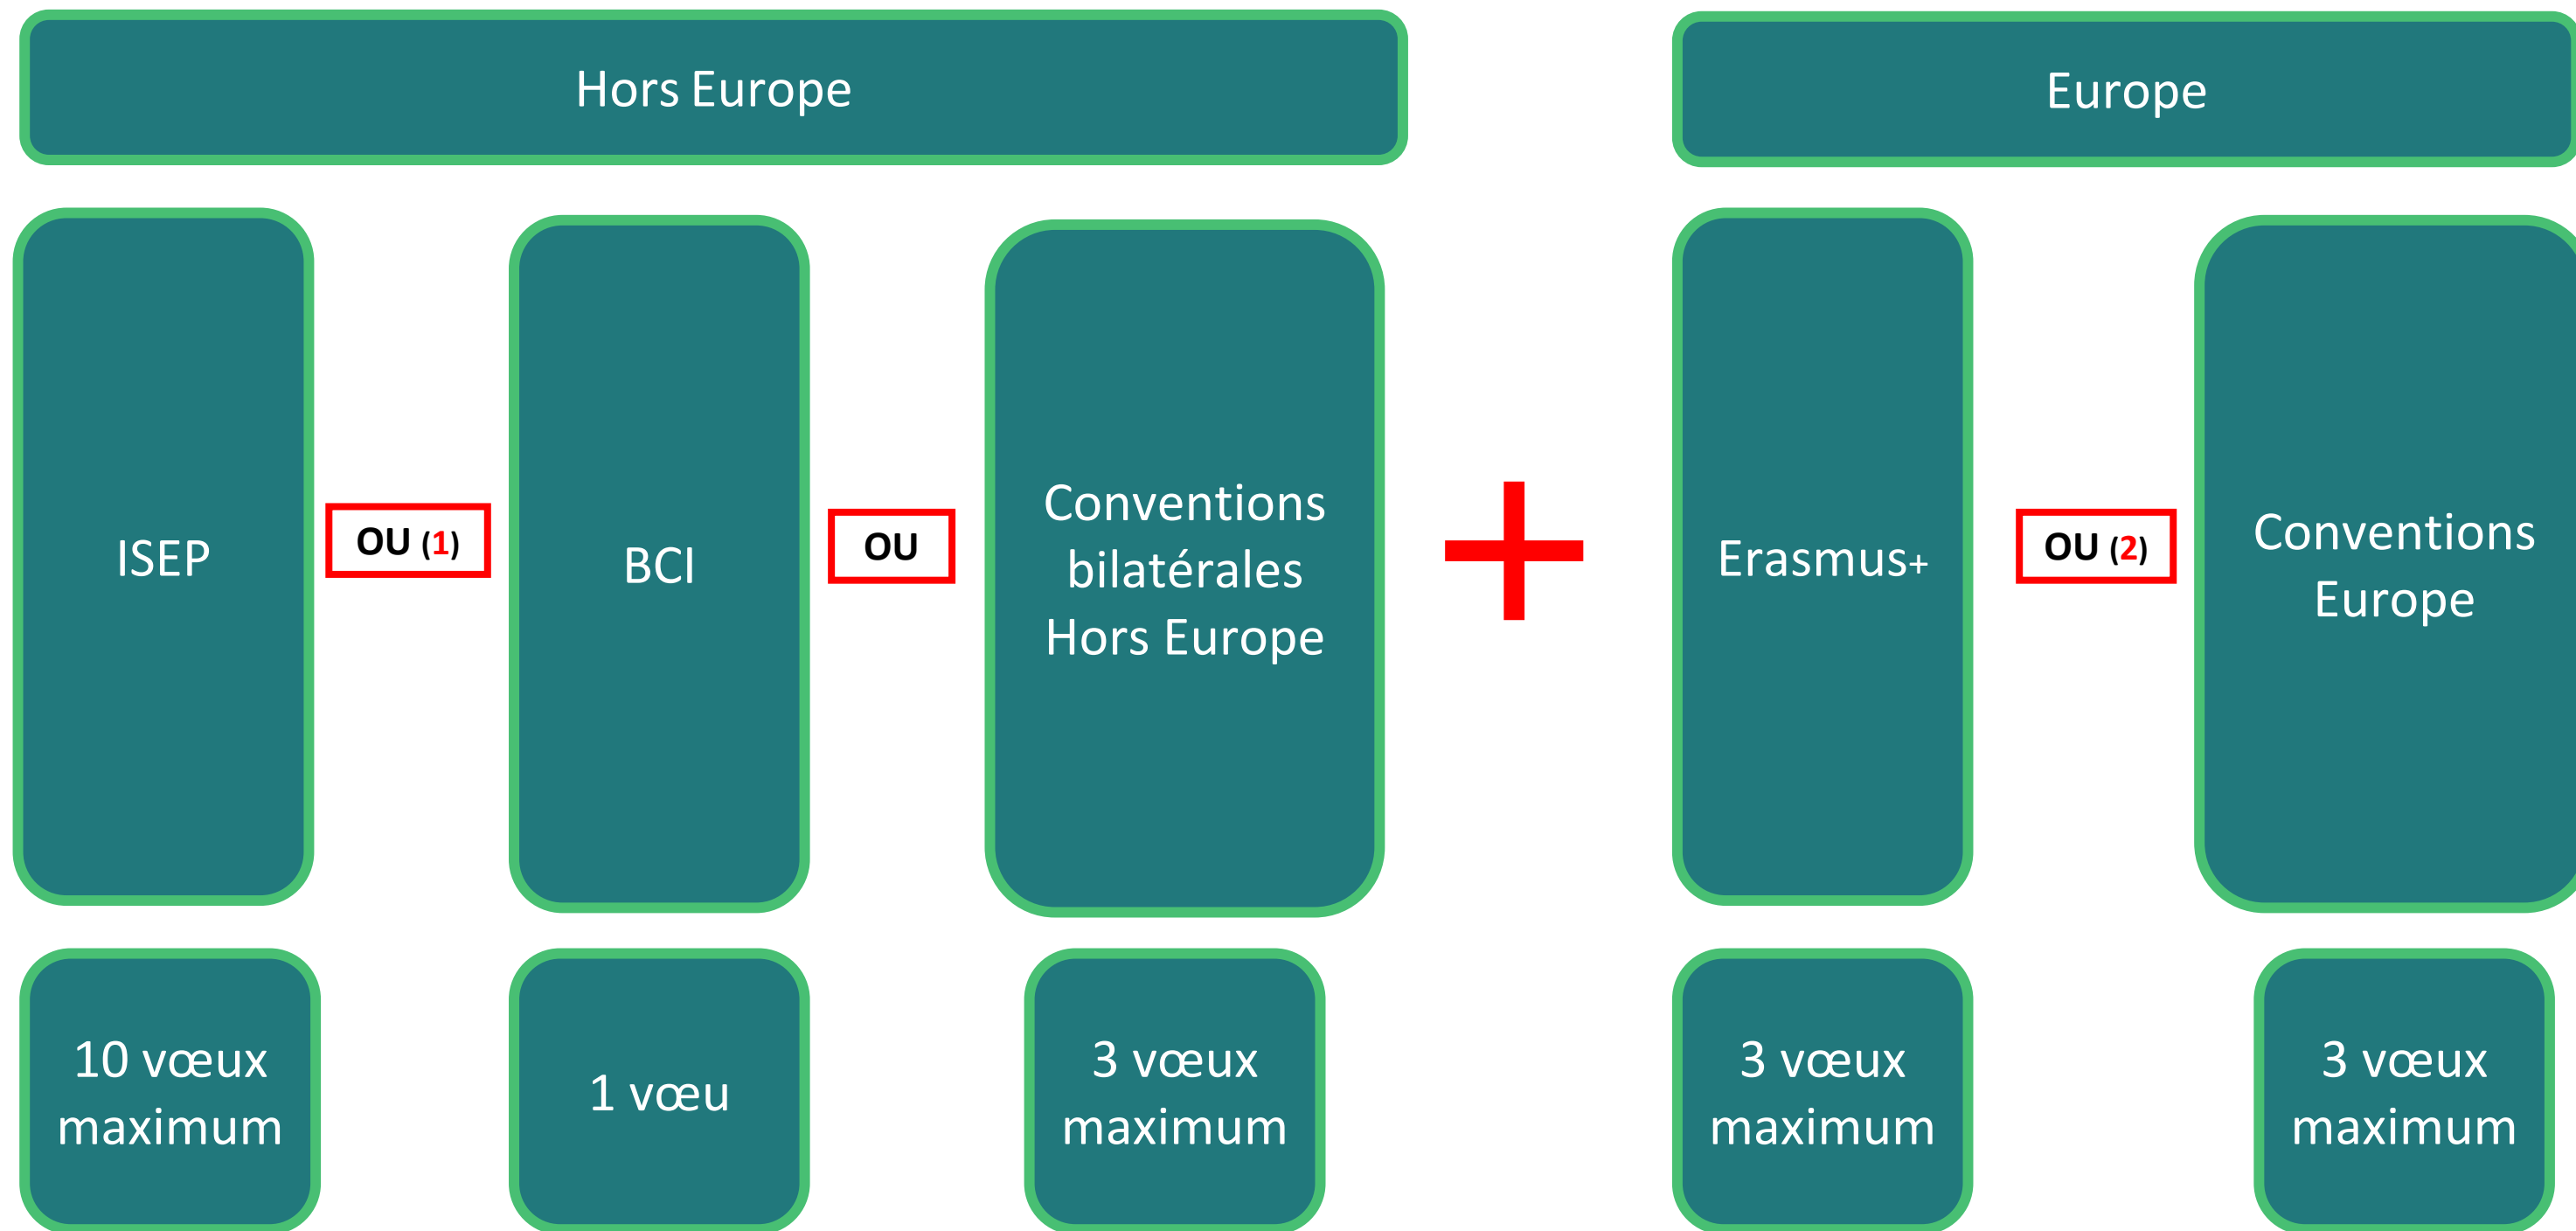 Hors Europe
Europe
ISEP
OU (1)
BCI
OU
Conventions
bilatérales
Hors Europe
Erasmus+
OU (2)
Conventions
Europe
10 vœux
maximum
1 vœu
3 vœux
maximum
3 vœux
maximum
3 vœux
maximum